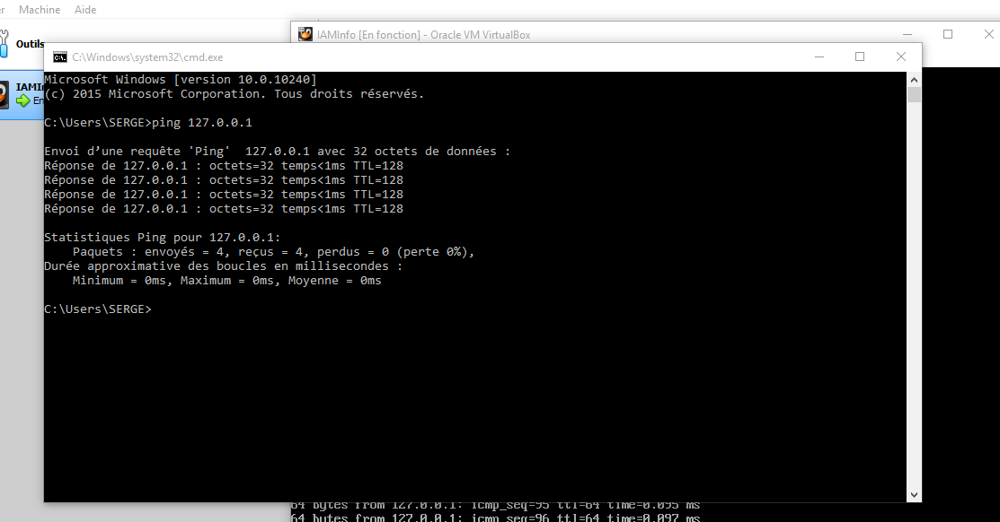 Machine Aide
Outils
IAMInfo [En fonction] - Oracle VM VirtualBox
C:\Windows\system32\cmd.exe
Microsoft Windows [version 10.0.10240]
(c) 2015 Microsoft Corporation. Tous droits réservés.
C:\Users\SERGE>ping 127.0.0.1
Envoi d’une requête 'Ping'  127.0.0.1 avec 32 octets de données :
Réponse de 127.0.0.1 : octets=32 temps<1ms TTL=128
Réponse de 127.0.0.1 : octets=32 temps<1ms TTL=128
Réponse de 127.0.0.1 : octets=32 temps<1ms TTL=128
Réponse de 127.0.0.1 : octets=32 temps<1ms TTL=128
Statistiques Ping pour 127.0.0.1:
    Paquets : envoyés = 4, reçus = 4, perdus = 0 (perte 0%),
Durée approximative des boucles en millisecondes :
    Minimum = 0ms, Maximum = 0ms, Moyenne = 0ms
C:\Users\SERGE>
64 bytes from 127.0.0.1: icmp_seq=95 ttl=64 time=0.095 ms
64 bytes from 127.0.0.1: icmp_seq=96 ttl=64 time=0.097 ms